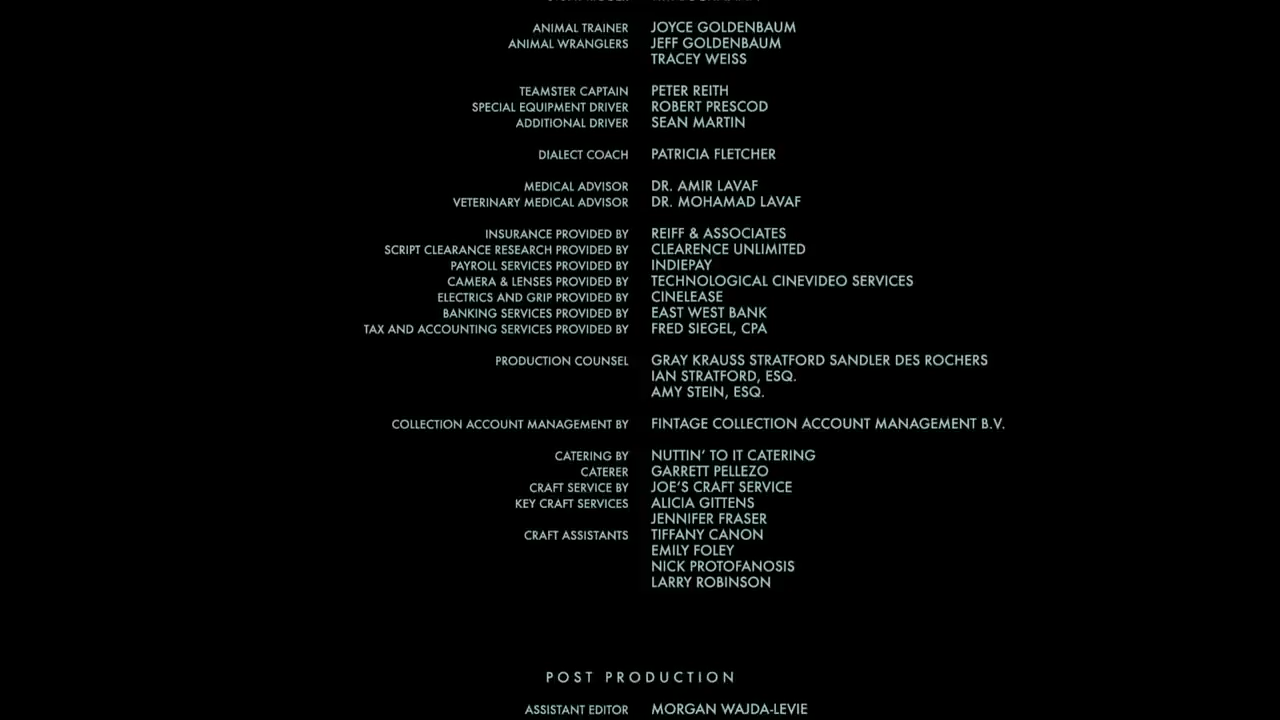 ANIMAL TRAINER JOYCE GOLDENBAUM
ANIMAL WRANGLERS JEFF GOLDENBAUM
TRACEY WEISS
TEAMSTER CAPTAIN PETER REITH
SPECIAL EQUIPMENT DRIVER ROBERT PRESCOD
ADDITIONAL DRIVER SEAN MARTIN
DIALECT COACH PATRICIA FLETCHER
MEDICAL ADVISOR DR. AMIR LAVAF
VETERINARY MEDICAL ADVISOR DR. MOHAMAD LAVAF
INSURANCE PROVIDED BY REIFF & ASSOCIATES
SCRIPT CLEARANCE RESEARCH PROVIDED BY CLEARENCE UNLIMITED
PAYROLL SERVICES PROVIDED BY INDIEPAY
CAMERA & LENSES PROVIDED BY TECHNOLOGICAL CINEVIDEO SERVICES
ELECTRICS AND GRIP PROVIDED BY CINELEASE
BANKING SERVICES PROVIDED BY EAST WEST BANK
TAX AND ACCOUNTING SERVICES PROVIDED BY FRED SIEGEL, CPA
PRODUCTION COUNSEL GRAY KRAUSS STRATFORD SANDLER DES ROCHERS
IAN STRATFORD, ESQ.
AMY STEIN, ESQ.
COLLECTION ACCOUNT MANAGEMENT BY FINTAGE COLLECTION ACCOUNT MANAGEMENT B.V.
CATERING BY NUTTIN' TO IT CATERING
CATERER GARRETT PELLEZO
CRAFT SERVICE BY JOE'S CRAFT SERVICE
KEY CRAFT SERVICES ALICIA GITTENS
JENNIFER FRASER
CRAFT ASSISTANTS TIFFANY CANON
EMILY FOLEY
NICK PROTOFANOSIS
LARRY ROBINSON
POST PRODUCTION
ASSISTANT EDITOR MORGAN WAJDA-LEVIE